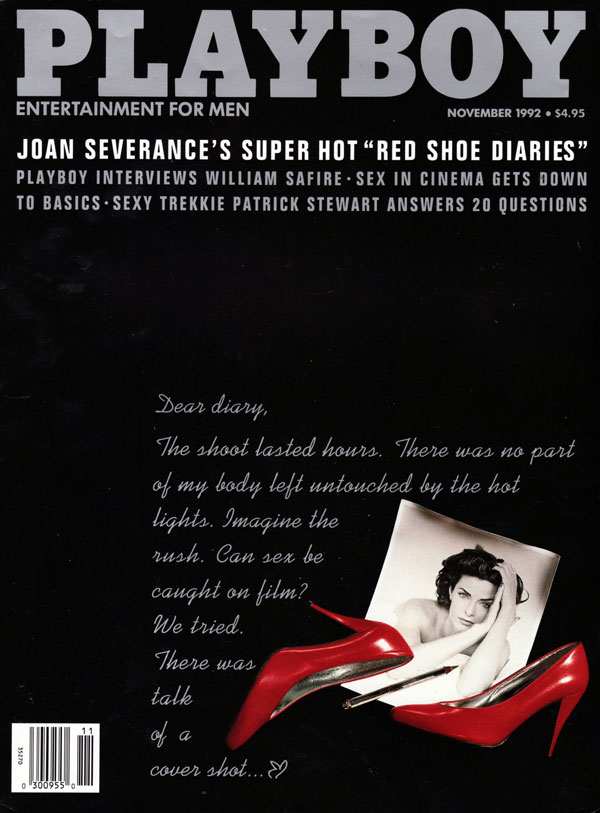 PLAYBOY
ENTERTAINMENT FOR MEN
NOVEMBER 1992 • $4.95
JOAN SEVERANCE'S SUPER HOT “RED SHOE DIARIES”
PLAYBOY INTERVIEWS WILLIAM SAFIRE • SEX IN CINEMA GETS DOWN
TO BASICS • SEXY TREKKIE PATRICK STEWART ANSWERS 20 QUESTIONS
Dear diary,
The shoot lasted hours. There was no part
of my body left untouched by the hot
lights. Imagine the
rush. Can sex be
caught on film?
We tried.
There was
talk
of a
cover shot...
11
35270
0 300955 0